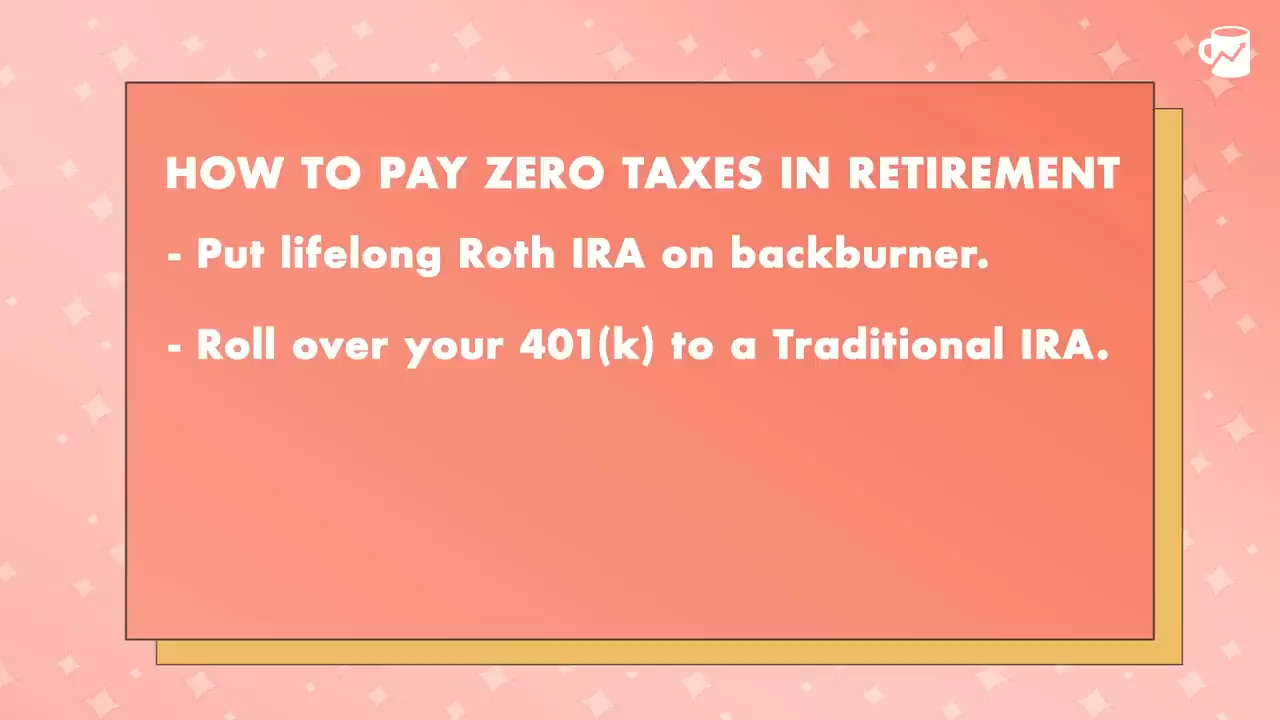 HOW TO PAY ZERO TAXES IN RETIREMENT
- Put lifelong Roth IRA on backburner.
- Roll over your 401(k) to a Traditional IRA.